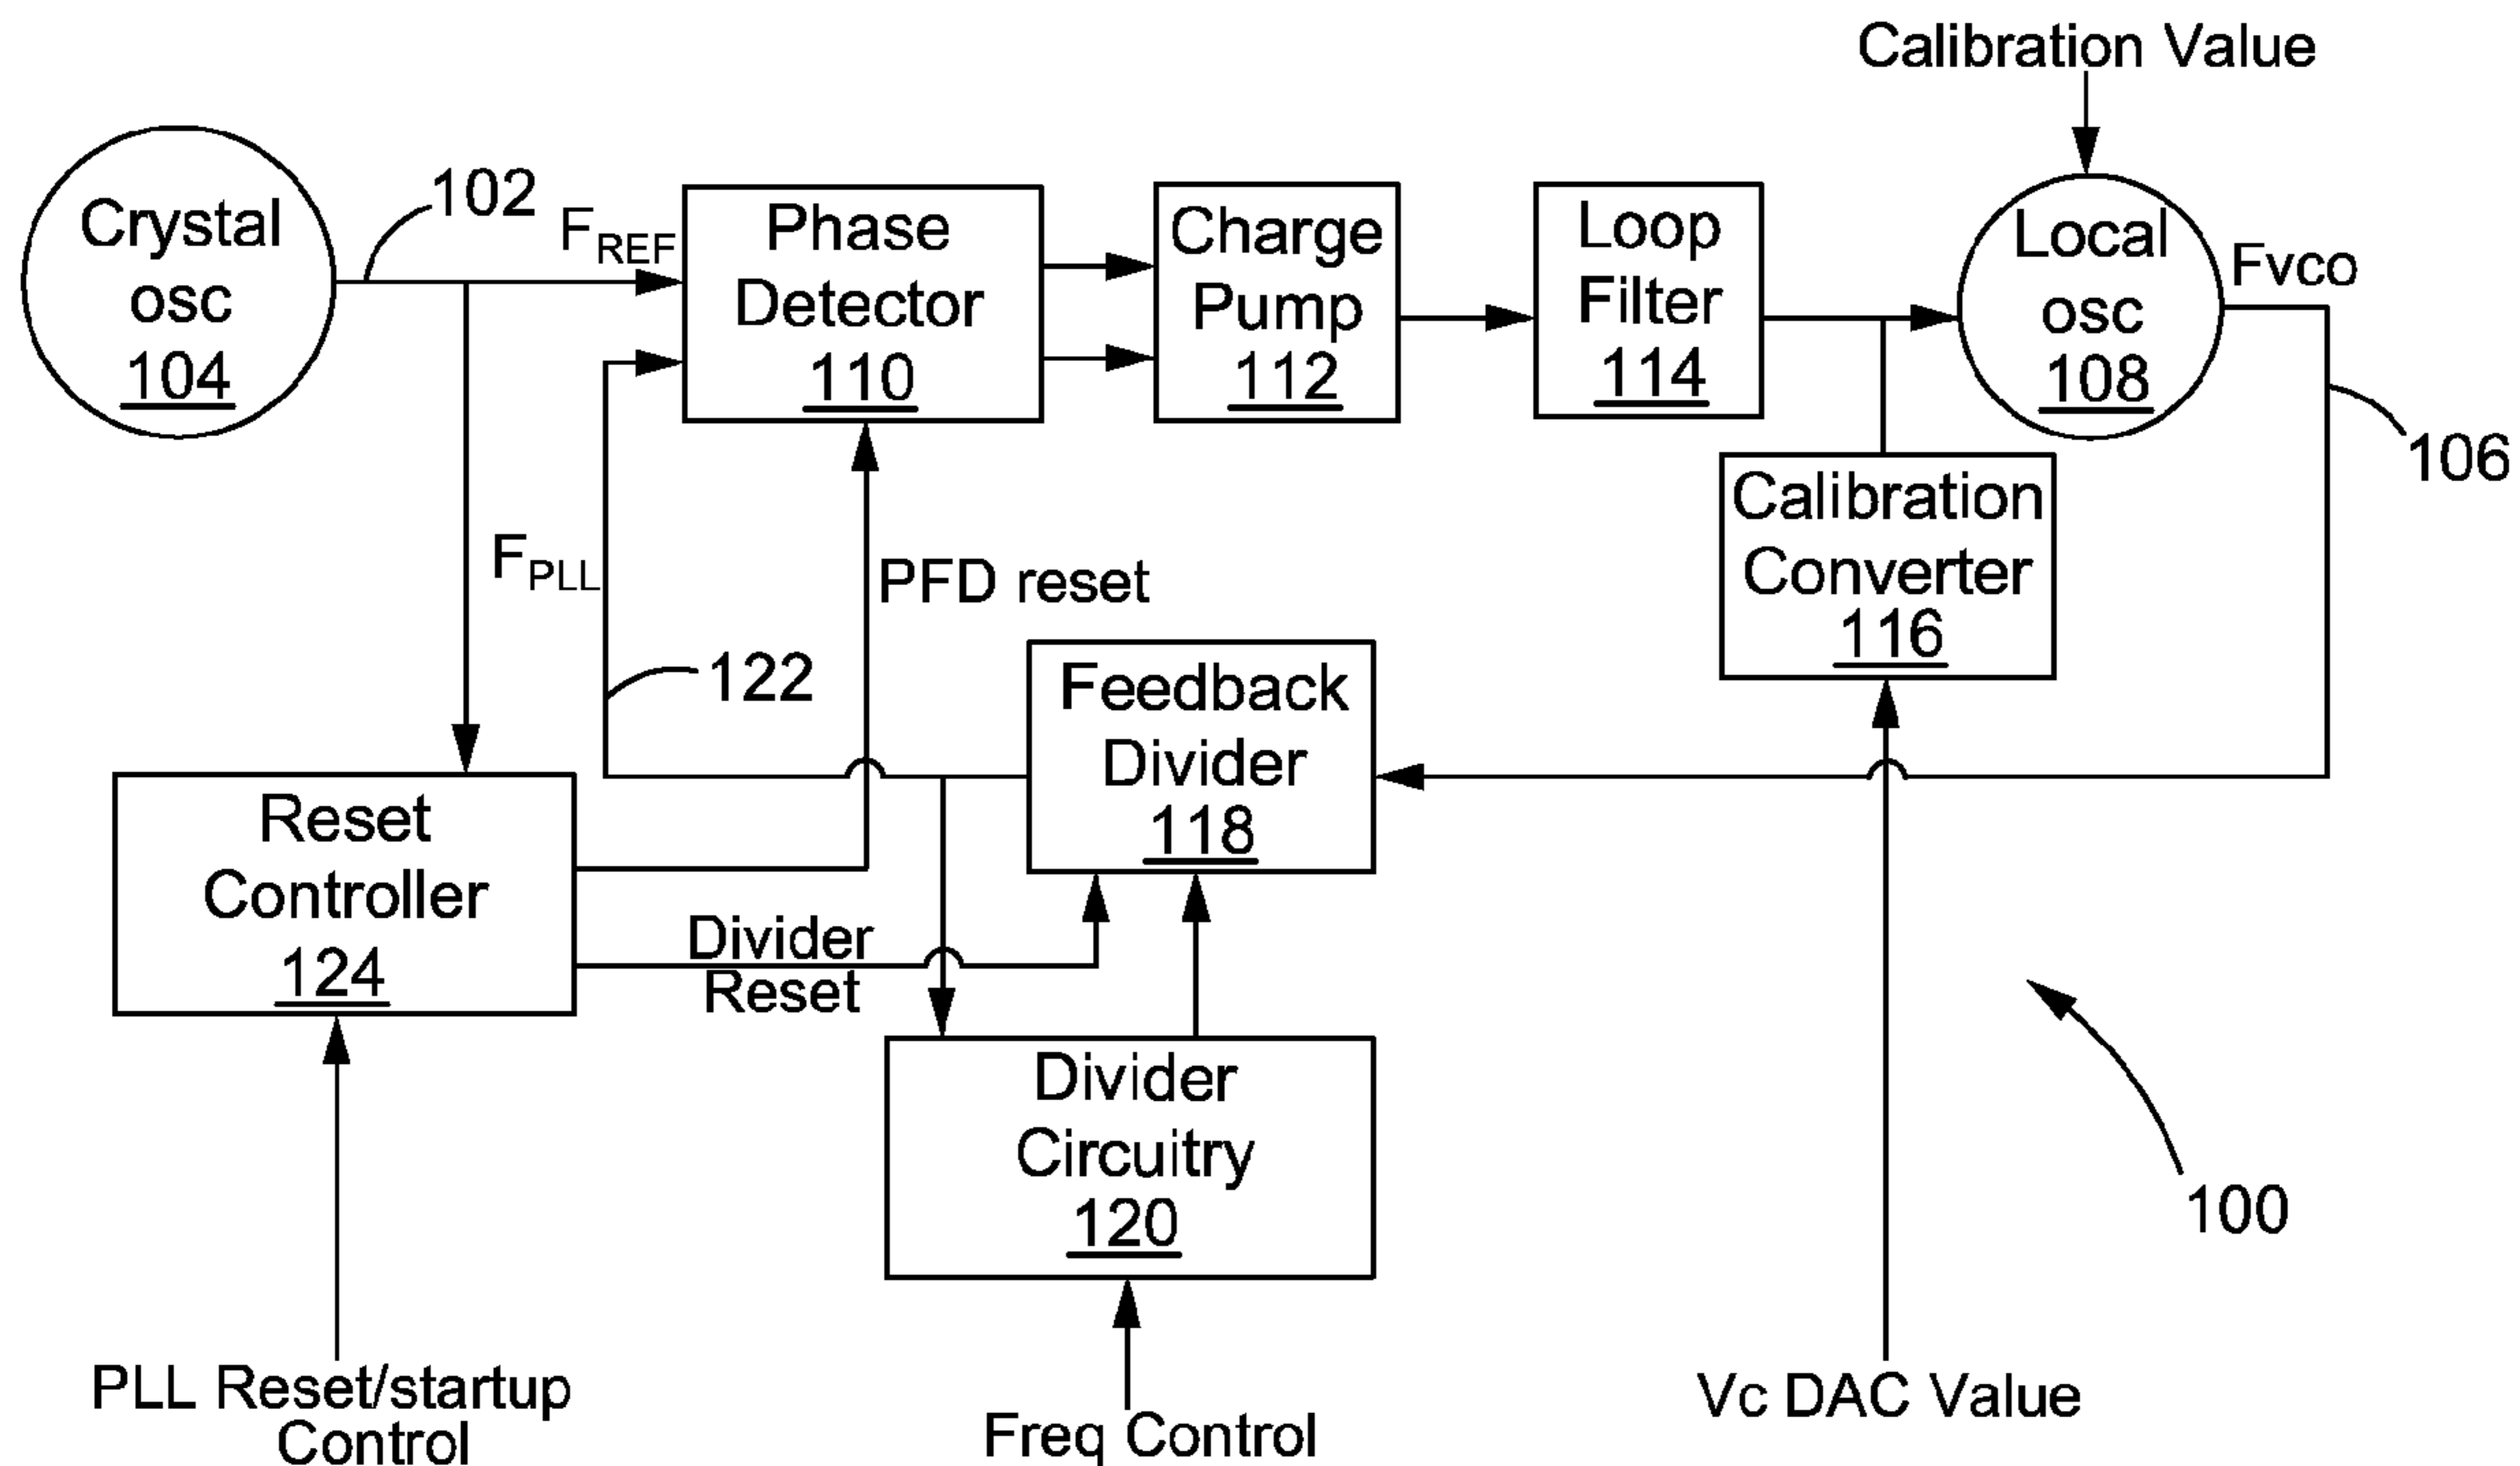 Calibration Value
Crystal
osc
104
102
FREF
Phase
Detector
110
Charge
Pump
112
Loop
Filter
114
Local
osc
108
Fvco
106
Calibration
Converter
116
FPLL
PFD reset
122
Feedback
Divider
118
Reset
Controller
124
Divider
Reset
Divider
Circuitry
120
100
PLL Reset/startup
Control
Freq Control
Vc DAC Value